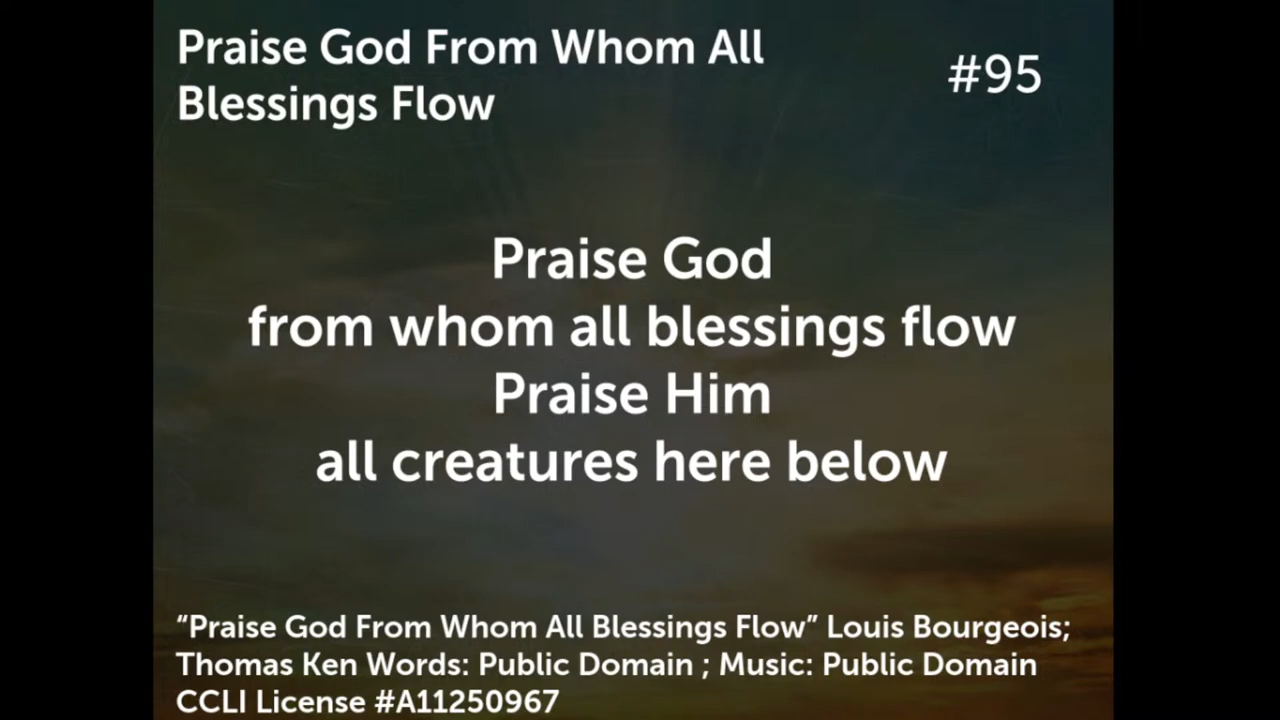 Praise God From Whom All
Blessings Flow
#95
Praise God
from whom all blessings flow
Praise Him
all creatures here below
“Praise God From Whom All Blessings Flow” Louis Bourgeois;
Thomas Ken Words: Public Domain ; Music: Public Domain
CCLI License #A11250967